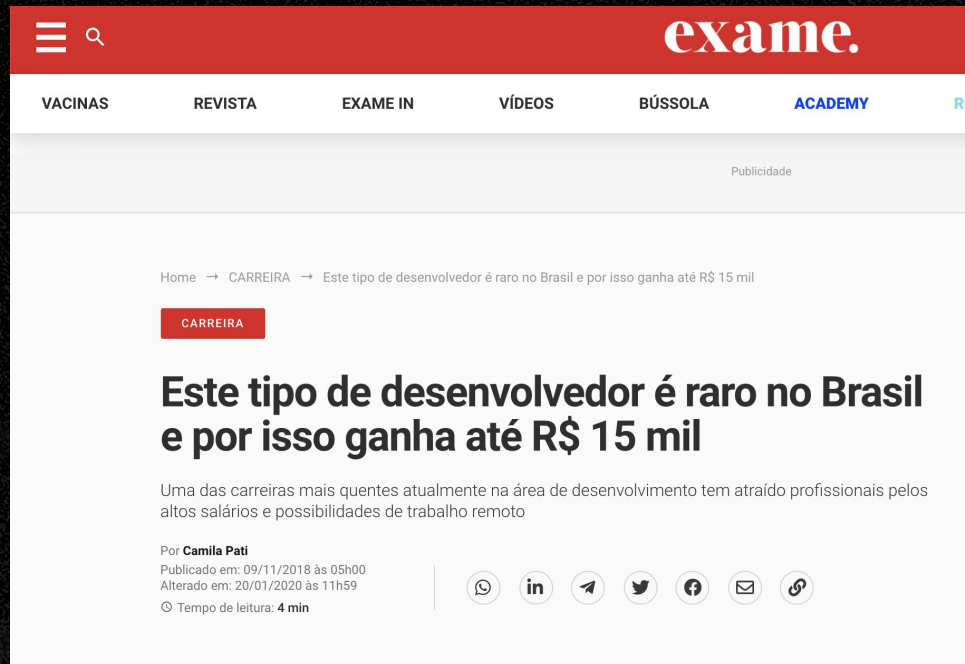 exame.
VACINAS REVISTA EXAME IN VÍDEOS BÚSSOLA ACADEMY R
Publicidade
Home → CARREIRA → Este tipo de desenvolvedor é raro no Brasil e por isso ganha até R$ 15 mil
CARREIRA
Este tipo de desenvolvedor é raro no Brasil
e por isso ganha até R$ 15 mil
Uma das carreiras mais quentes atualmente na área de desenvolvimento tem atraído profissionais pelos
altos salários e possibilidades de trabalho remoto
Por Camila Pati
Publicado em: 09/11/2018 às 05h00
Alterado em: 20/01/2020 às 11h59
Tempo de leitura: 4 min